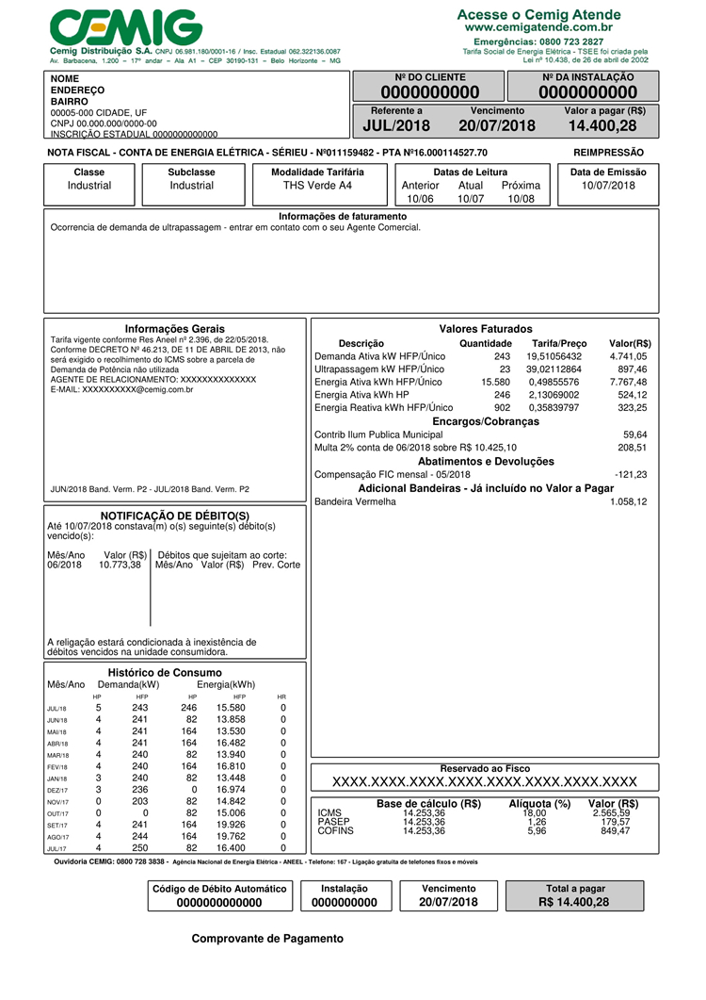 CEMIG
Acesse o Cemig Atende
www.cemigatende.com.br
Emergências: 0800 723 2827
Cemig Distribuição S.A. CNPJ 06.981.180/0001-16 / Insc. Estadual 062.322136.0087
Tarifa Social de Energia Elétrica - TSEE foi criada pela
Av. Barbacena, 1.200 - 17º andar - Ala A1 - CEP 30190-131 - Belo Horizonte - MG
Lei nº 10.438, de 26 de abril de 2002
NOME
ENDEREÇO
BAIRRO
00005-000 CIDADE, UF
CNPJ 00.000.000/0000-00
INSCRIÇÃO ESTADUAL 0000000000000
Nº DO CLIENTE
0000000000
Nº DA INSTALAÇÃO
0000000000
Referente a Vencimento Valor a pagar (R$)
JUL/2018 20/07/2018 14.400,28
NOTA FISCAL - CONTA DE ENERGIA ELÉTRICA - SÉRIEU - Nº011159482 - PTA Nº16.000114527.70 REIMPRESSÃO
Classe
Industrial
Subclasse
Industrial
Modalidade Tarifária
THS Verde A4
Datas de Leitura
Anterior Atual Próxima
10/06 10/07 10/08
Data de Emissão
10/07/2018
Informações de faturamento
Ocorrencia de demanda de ultrapassagem - entrar em contato com o seu Agente Comercial.
Informações Gerais
Tarifa vigente conforme Res Aneel nº 2.396, de 22/05/2018.
Conforme DECRETO Nº 46.213, DE 11 DE ABRIL DE 2013, não
será exigido o recolhimento do ICMS sobre a parcela de
Demanda de Potência não utilizada
AGENTE DE RELACIONAMENTO: XXXXXXXXXXXXXX
E-MAIL: XXXXXXXXXX@cemig.com.br
JUN/2018 Band. Verm. P2 - JUL/2018 Band. Verm. P2
NOTIFICAÇÃO DE DÉBITO(S)
Até 10/07/2018 constava(m) o(s) seguinte(s) débito(s)
vencido(s):
Mês/Ano Valor (R$) Débitos que sujeitam ao corte:
06/2018 10.773,38 Mês/Ano Valor (R$) Prev. Corte
A religação estará condicionada à inexistência de
débitos vencidos na unidade consumidora.
Histórico de Consumo
Mês/Ano Demanda(kW) Energia(kWh)
HP HFP HP HFP HR
JUL/18 5 243 246 15.580 0
JUN/18 4 241 82 13.858 0
MAI/18 4 241 164 13.530 0
ABR/18 4 241 164 16.482 0
MAR/18 4 240 82 13.940 0
FEV/18 4 240 164 16.810 0
JAN/18 3 240 82 13.448 0
DEZ/17 3 236 0 16.974 0
NOV/17 0 203 82 14.842 0
OUT/17 0 0 82 15.006 0
SET/17 4 241 164 19.926 0
AGO/17 4 244 164 19.762 0
JUL/17 4 250 82 16.400 0
Valores Faturados
Descrição Quantidade Tarifa/Preço Valor(R$)
Demanda Ativa kW HFP/Único 243 19,51056432 4.741,05
Ultrapassagem kW HFP/Único 23 39,02112864 897,46
Energia Ativa kWh HFP/Único 15.580 0,49855576 7.767,48
Energia Ativa kWh HP 246 2,13069002 524,12
Energia Reativa kWh HFP/Único 902 0,35839797 323,25
Encargos/Cobranças
Contrib Ilum Publica Municipal 59,64
Multa 2% conta de 06/2018 sobre R$ 10.425,10 208,51
Abatimentos e Devoluções
Compensação FIC mensal - 05/2018 -121,23
Adicional Bandeiras - Já incluído no Valor a Pagar
Bandeira Vermelha 1.058,12
Reservado ao Fisco
XXXX.XXXX.XXXX.XXXX.XXXX.XXXX.XXXX.XXXX
Base de cálculo (R$) Alíquota (%) Valor (R$)
ICMS 14.253,36 18,00 2.565,59
PASEP 14.253,36 1,26 179,57
COFINS 14.253,36 5,96 849,47
Ouvidoria CEMIG: 0800 728 3838 - Agência Nacional de Energia Elétrica - ANEEL - Telefone: 167 - Ligação gratuita de telefones fixos e móveis
Código de Débito Automático
0000000000000
Instalação
0000000000
Vencimento
20/07/2018
Total a pagar
R$ 14.400,28
Comprovante de Pagamento